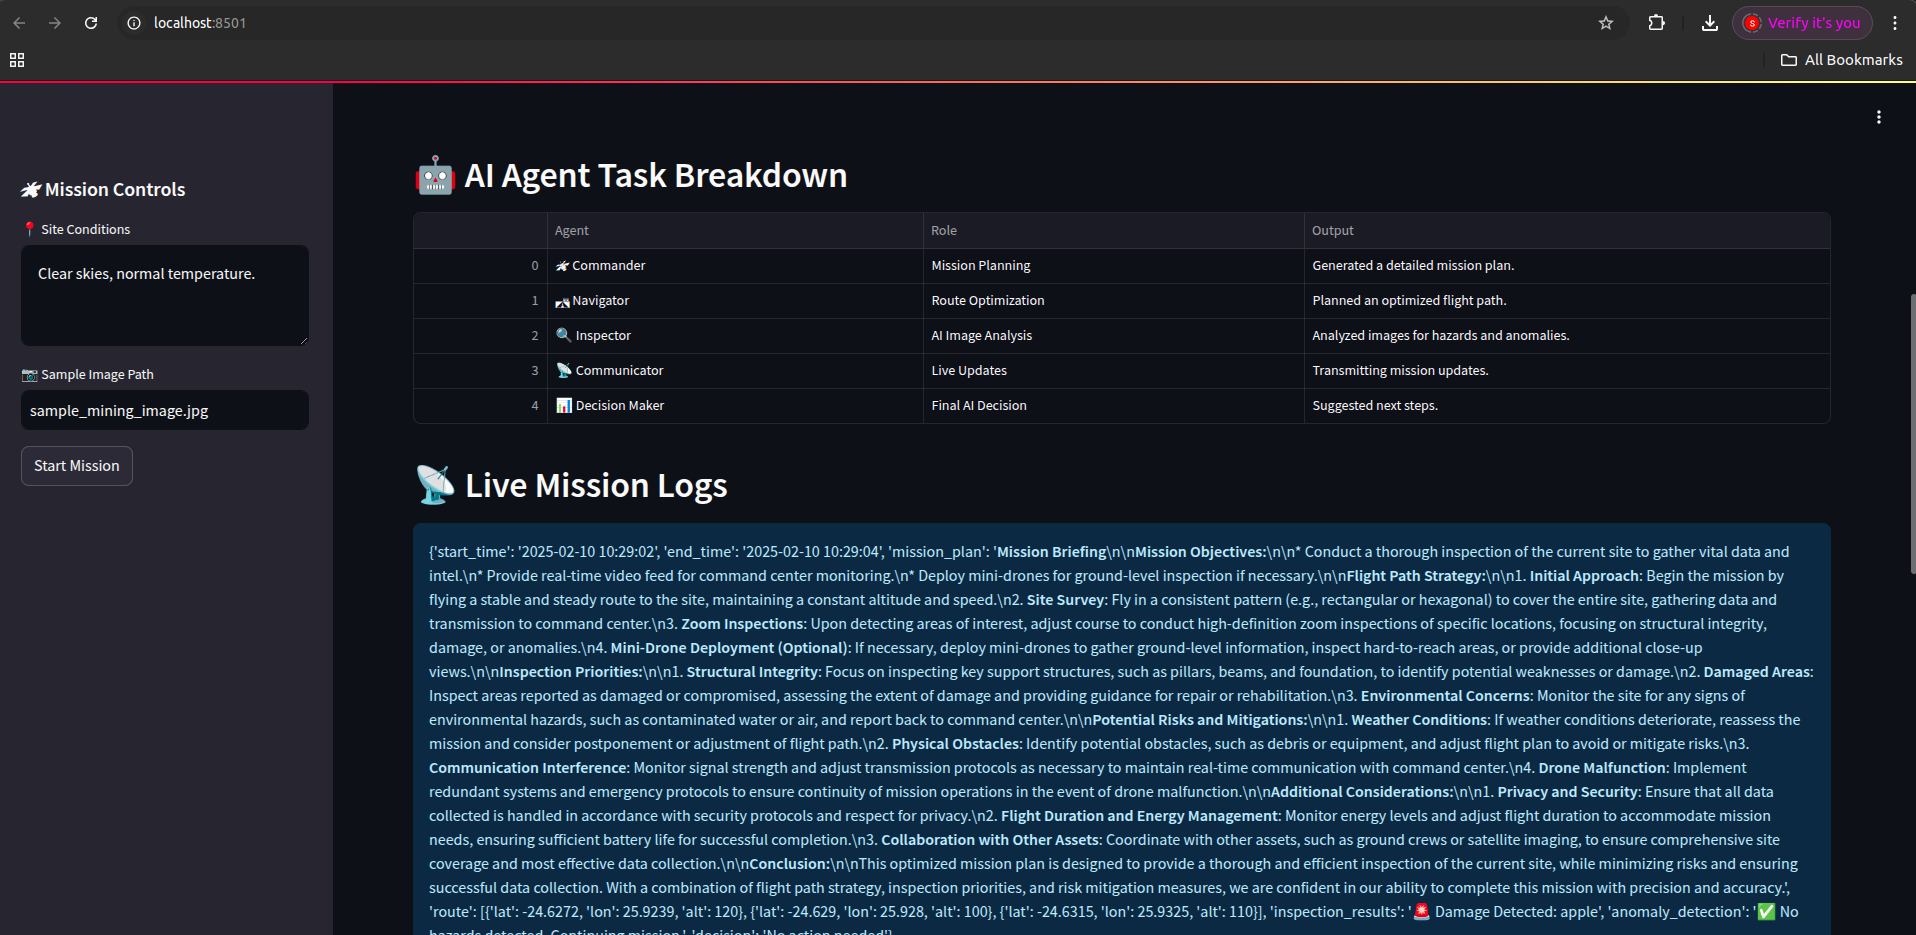 localhost:8501
Verify it's you
All Bookmarks
Mission Controls
Site Conditions
Clear skies, normal temperature.
Sample Image Path
sample_mining_image.jpg
Start Mission
AI Agent Task Breakdown
Agent Role Output
0 Commander Mission Planning Generated a detailed mission plan.
1 Navigator Route Optimization Planned an optimized flight path.
2 Inspector AI Image Analysis Analyzed images for hazards and anomalies.
3 Communicator Live Updates Transmitting mission updates.
4 Decision Maker Final AI Decision Suggested next steps.
Live Mission Logs
{'start_time': '2025-02-10 10:29:02', 'end_time': '2025-02-10 10:29:04', 'mission_plan': 'Mission Briefing\n\nMission Objectives:\n\n* Conduct a thorough inspection of the current site to gather vital data and
intel.\n* Provide real-time video feed for command center monitoring.\n* Deploy mini-drones for ground-level inspection if necessary.\n\nFlight Path Strategy:\n\n1. Initial Approach: Begin the mission by
flying a stable and steady route to the site, maintaining a constant altitude and speed.\n2. Site Survey: Fly in a consistent pattern (e.g., rectangular or hexagonal) to cover the entire site, gathering data and
transmission to command center.\n3. Zoom Inspections: Upon detecting areas of interest, adjust course to conduct high-definition zoom inspections of specific locations, focusing on structural integrity,
damage, or anomalies.\n4. Mini-Drone Deployment (Optional): If necessary, deploy mini-drones to gather ground-level information, inspect hard-to-reach areas, or provide additional close-up
views.\n\nInspection Priorities:\n\n1. Structural Integrity: Focus on inspecting key support structures, such as pillars, beams, and foundation, to identify potential weaknesses or damage.\n2. Damaged Areas:
Inspect areas reported as damaged or compromised, assessing the extent of damage and providing guidance for repair or rehabilitation.\n3. Environmental Concerns: Monitor the site for any signs of
environmental hazards, such as contaminated water or air, and report back to command center.\n\nPotential Risks and Mitigations:\n\n1. Weather Conditions: If weather conditions deteriorate, reassess the
mission and consider postponement or adjustment of flight path.\n2. Physical Obstacles: Identify potential obstacles, such as debris or equipment, and adjust flight plan to avoid or mitigate risks.\n3.
Communication Interference: Monitor signal strength and adjust transmission protocols as necessary to maintain real-time communication with command center.\n4. Drone Malfunction: Implement
redundant systems and emergency protocols to ensure continuity of mission operations in the event of drone malfunction.\n\nAdditional Considerations:\n\n1. Privacy and Security: Ensure that all data
collected is handled in accordance with security protocols and respect for privacy.\n2. Flight Duration and Energy Management: Monitor energy levels and adjust flight duration to accommodate mission
needs, ensuring sufficient battery life for successful completion.\n3. Collaboration with Other Assets: Coordinate with other assets, such as ground crews or satellite imaging, to ensure comprehensive site
coverage and most effective data collection.\n\nConclusion:\n\nThis optimized mission plan is designed to provide a thorough and efficient inspection of the current site, while minimizing risks and ensuring
successful data collection. With a combination of flight path strategy, inspection priorities, and risk mitigation measures, we are confident in our ability to complete this mission with precision and accuracy.',
'route': [{'lat': -24.6272, 'lon': 25.9239, 'alt': 120}, {'lat': -24.629, 'lon': 25.928, 'alt': 100}, {'lat': -24.6315, 'lon': 25.9325, 'alt': 110}], 'inspection_results': '🚨 Damage Detected: apple', 'anomaly_detection': '✅ No
hazards detected. Continuing mission.', 'decision': 'No action needed'}